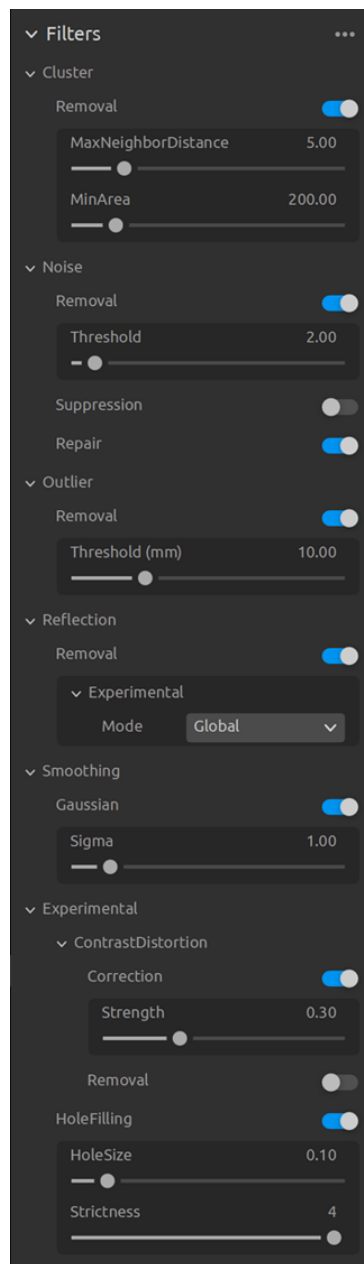 Filters
Cluster
Removal
MaxNeighborDistance 5.00
MinArea 200.00
Noise
Removal
Threshold 2.00
Suppression
Repair
Outlier
Removal
Threshold (mm) 10.00
Reflection
Removal
Experimental
Mode Global
Smoothing
Gaussian
Sigma 1.00
Experimental
ContrastDistortion
Correction
Strength 0.30
Removal
HoleFilling
HoleSize 0.10
Strictness 4